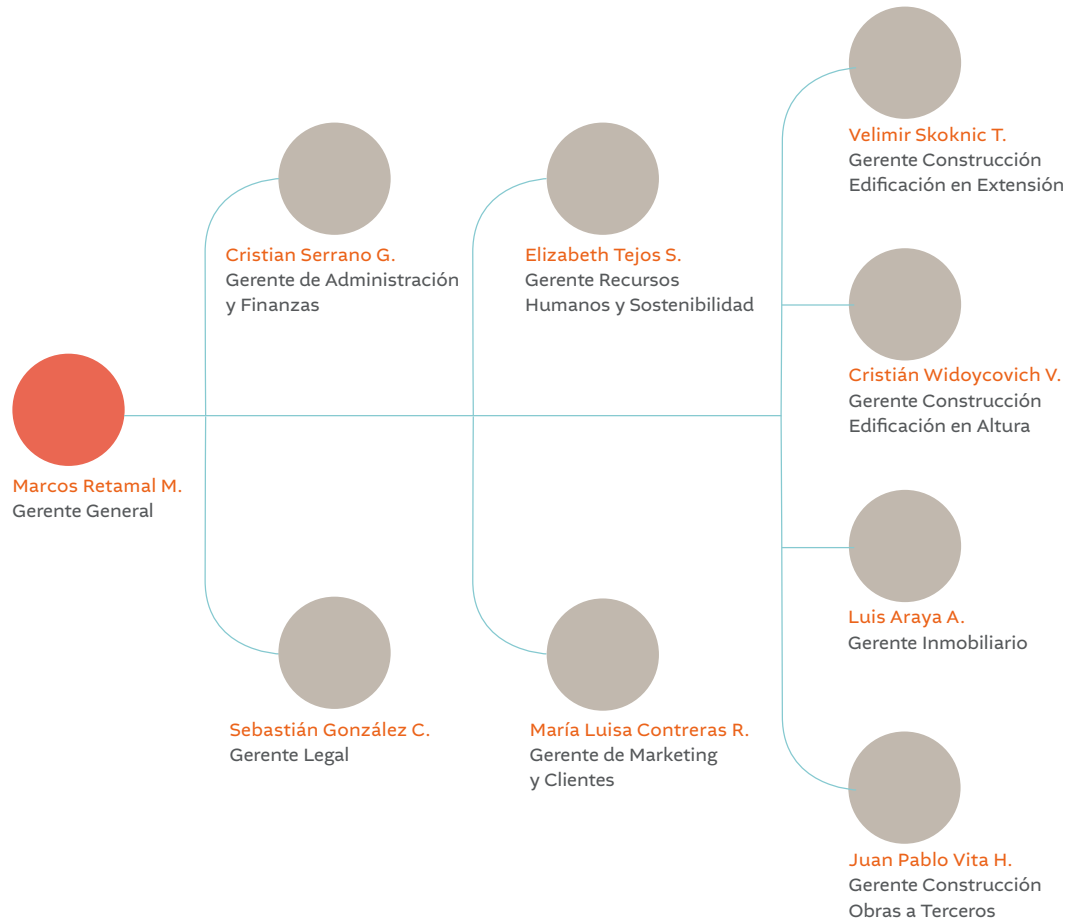 Marcos Retamal M.
Gerente General
Cristian Serrano G.
Gerente de Administración
y Finanzas
Sebastián González C.
Gerente Legal
Elizabeth Tejos S.
Gerente Recursos
Humanos y Sostenibilidad
María Luisa Contreras R.
Gerente de Marketing
y Clientes
Velimir Skoknic T.
Gerente Construcción
Edificación en Extensión
Cristián Widoycovich V.
Gerente Construcción
Edificación en Altura
Luis Araya A.
Gerente Inmobiliario
Juan Pablo Vita H.
Gerente Construcción
Obras a Terceros